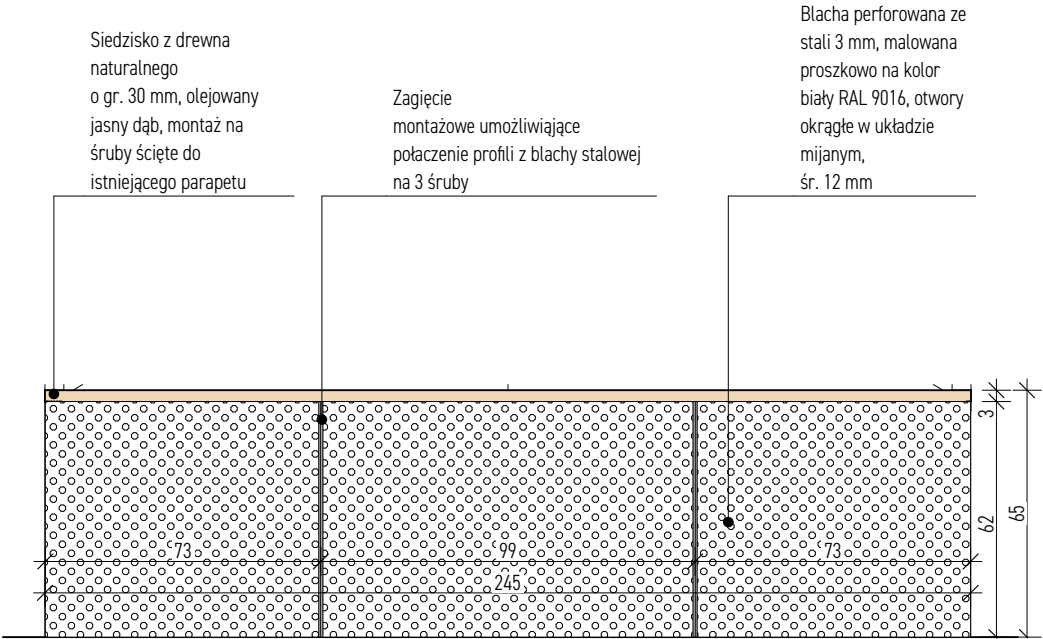 Siedzisko z drewna
naturalnego
o gr. 30 mm, olejowany
jasny dąb, montaż na
śruby ścięte do
istniejącego parapetu
Zagięcie
montażowe umożliwiąjące
połaczenie profili z blachy stalowej
na 3 śruby
Blacha perforowana ze
stali 3 mm, malowana
proszkowo na kolor
biały RAL 9016, otwory
okrągłe w układzie
mijanym,
śr. 12 mm
3
62
65
73
99
73
245